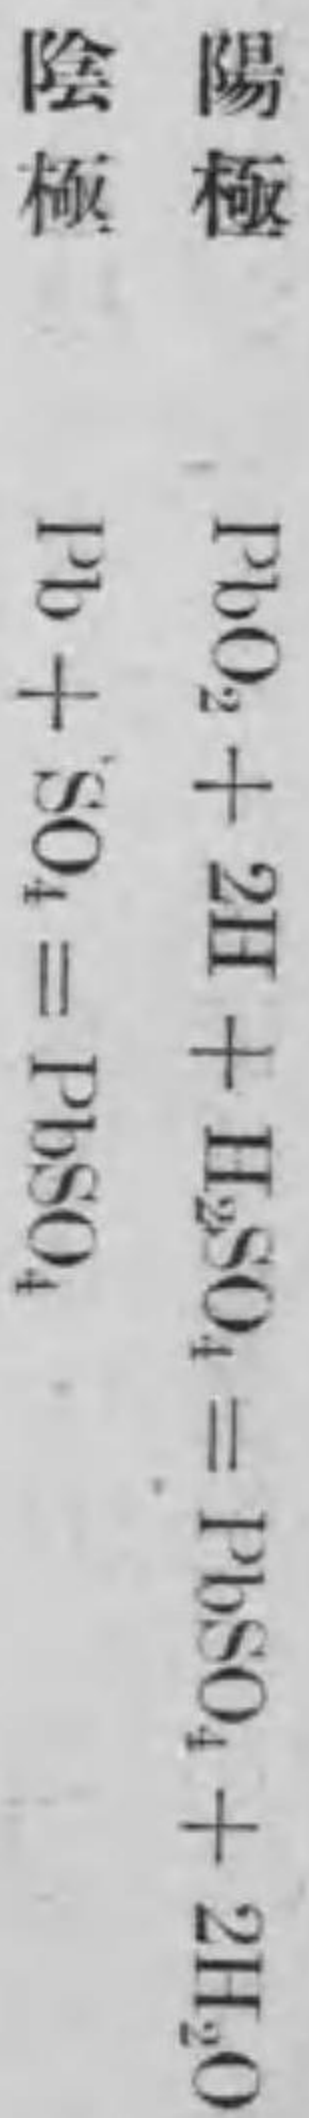 陽極 PbO₂ + 2H + H₂SO₄ = PbSO₄ + 2H₂O
陰極 Pb + SO₄ = PbSO₄